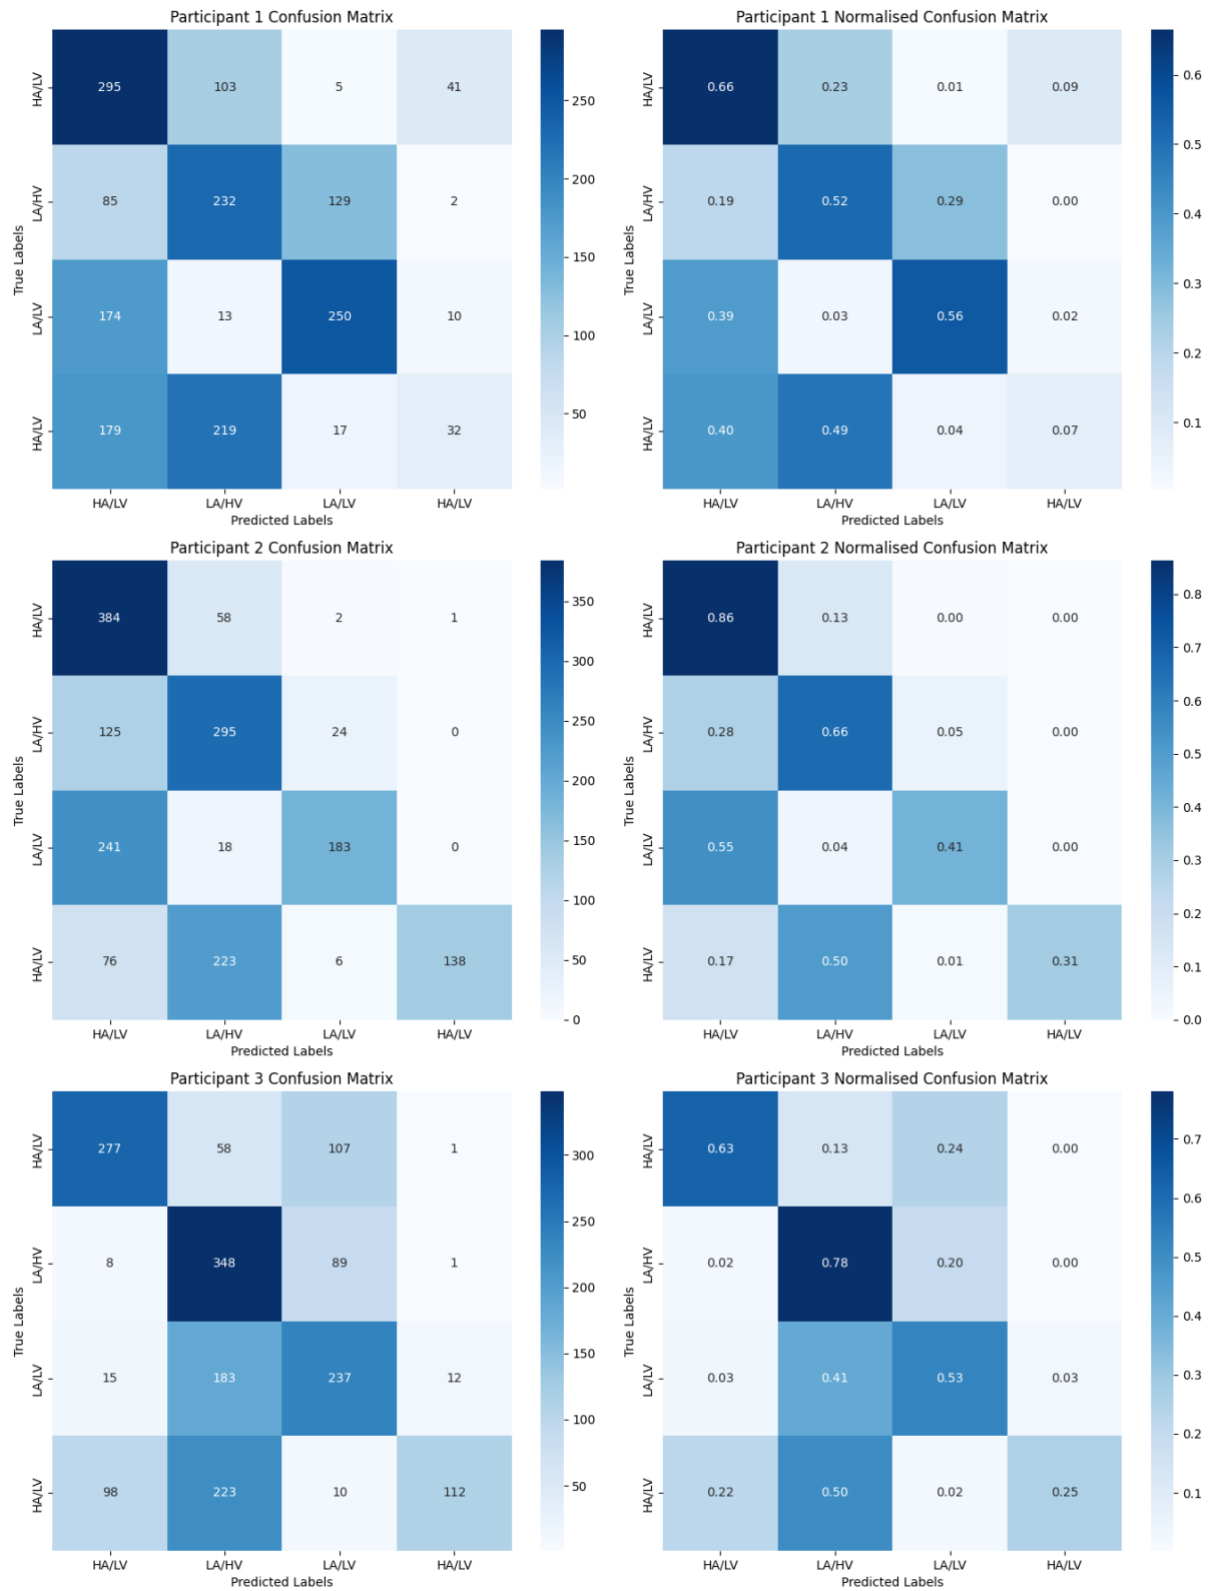 Participant 1 Confusion Matrix
True Labels
HA/LV 295 103 5 41
LA/HV 85 232 129 2
LA/LV 174 13 250 10
HA/LV 179 219 17 32
HA/LV LA/HV LA/LV HA/LV
Predicted Labels
250
200
150
100
50
Participant 1 Normalised Confusion Matrix
True Labels
HA/LV 0.66 0.23 0.01 0.09
LA/HV 0.19 0.52 0.29 0.00
LA/LV 0.39 0.03 0.56 0.02
HA/LV 0.40 0.49 0.04 0.07
HA/LV LA/HV LA/LV HA/LV
Predicted Labels
0.6
0.5
0.4
0.3
0.2
0.1
Participant 2 Confusion Matrix
True Labels
HA/LV 384 58 2 1
LA/HV 125 295 24 0
LA/LV 241 18 183 0
HA/LV 76 223 6 138
HA/LV LA/HV LA/LV HA/LV
Predicted Labels
350
300
250
200
150
100
50
0
Participant 2 Normalised Confusion Matrix
True Labels
HA/LV 0.86 0.13 0.00 0.00
LA/HV 0.28 0.66 0.05 0.00
LA/LV 0.55 0.04 0.41 0.00
HA/LV 0.17 0.50 0.01 0.31
HA/LV LA/HV LA/LV HA/LV
Predicted Labels
0.8
0.7
0.6
0.5
0.4
0.3
0.2
0.1
0.0
Participant 3 Confusion Matrix
True Labels
HA/LV 277 58 107 1
LA/HV 8 348 89 1
LA/LV 15 183 237 12
HA/LV 98 223 10 112
HA/LV LA/HV LA/LV HA/LV
Predicted Labels
300
250
200
150
100
50
Participant 3 Normalised Confusion Matrix
True Labels
HA/LV 0.63 0.13 0.24 0.00
LA/HV 0.02 0.78 0.20 0.00
LA/LV 0.03 0.41 0.53 0.03
HA/LV 0.22 0.50 0.02 0.25
HA/LV LA/HV LA/LV HA/LV
Predicted Labels
0.7
0.6
0.5
0.4
0.3
0.2
0.1